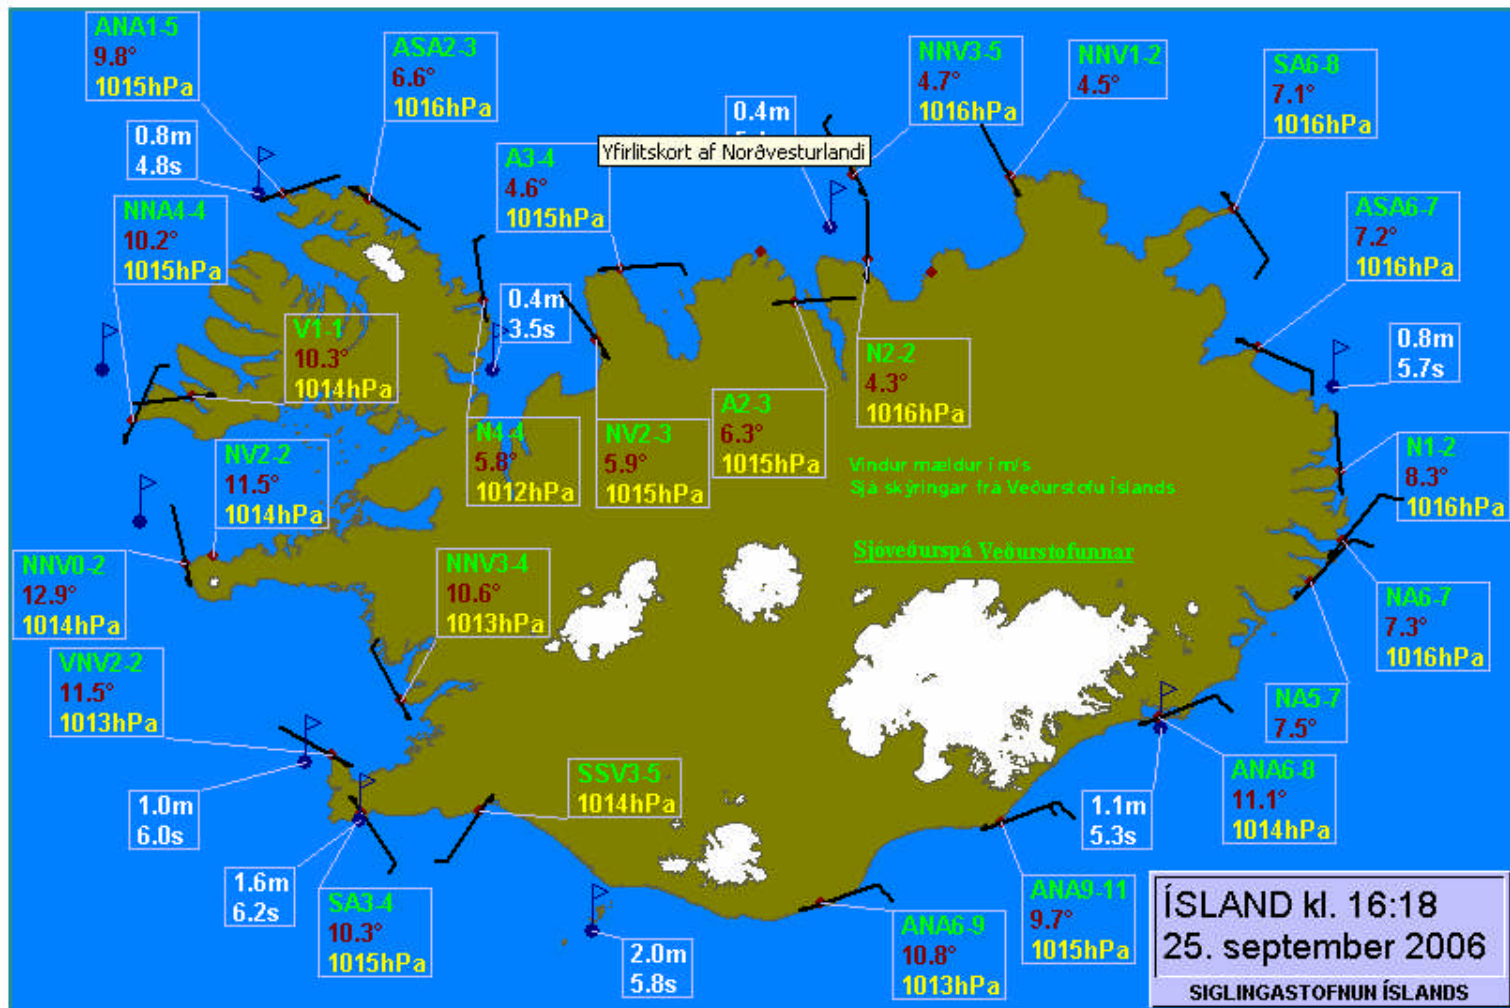 ANA1-5
9.8°
1015hPa
ASA2-3
6.6°
1016hPa
NNV3-5
4.7°
1016hPa
NNV1-2
4.5°
SA6-8
7.1°
1016hPa
0.8m
4.8s
0.4m
Yfirlitskort af Norðvesturlandi
A3-4
4.6°
1015hPa
NNA4-4
10.2°
1015hPa
ASA6-7
7.2°
1016hPa
0.4m
3.5s
V1-1
10.3°
1014hPa
0.8m
5.7s
N2-2
4.3°
1016hPa
A2-3
6.3°
1015hPa
N4-4
5.8°
1012hPa
NV2-3
5.9°
1015hPa
NV2-2
11.5°
1014hPa
Vindur mældur í m/s
Sjá skýringar frá Veðurstofu Íslands
N1-2
8.3°
1016hPa
Sjóveðurspá Veðurstofunnar
NNV0-2
12.9°
1014hPa
NNV3-4
10.6°
1013hPa
NA6-7
7.3°
1016hPa
VNV2-2
11.5°
1013hPa
NA5-7
7.5°
SSV3-5
1014hPa
ANA6-8
11.1°
1014hPa
1.0m
6.0s
1.1m
5.3s
1.6m
6.2s
SA3-4
10.3°
1015hPa
2.0m
5.8s
ANA6-9
10.8°
1013hPa
ANA9-11
9.7°
1015hPa
ÍSLAND kl. 16:18
25. september 2006
SIGLINGASTOFNUN ÍSLANDS